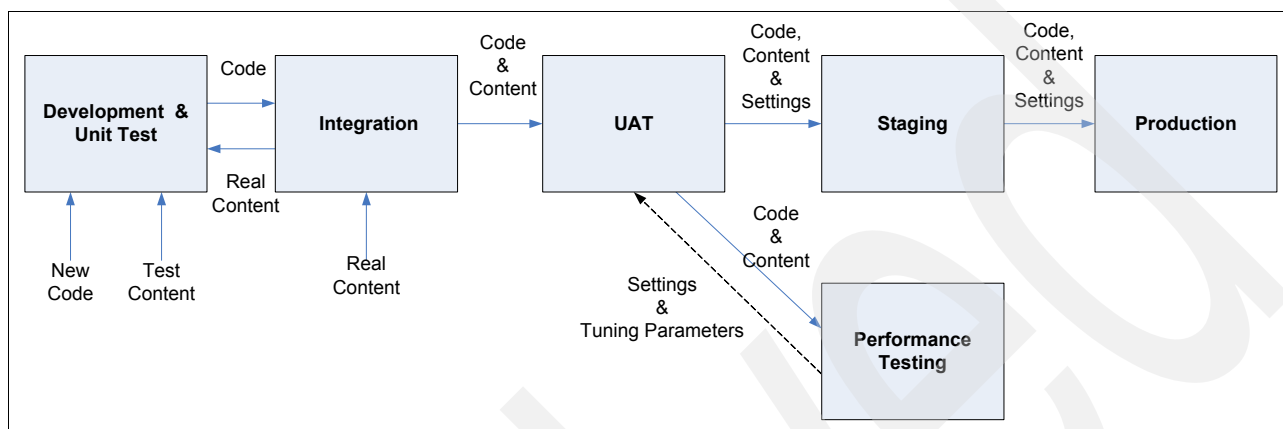 Development &
Unit Test
Code
Real
Content
New
Code
Test
Content
Integration
Real
Content
Code
&
Content
UAT
Code,
Content
&
Settings
Staging
Code,
Content
&
Settings
Production
Settings
&
Tuning Parameters
Code
&
Content
Performance
Testing